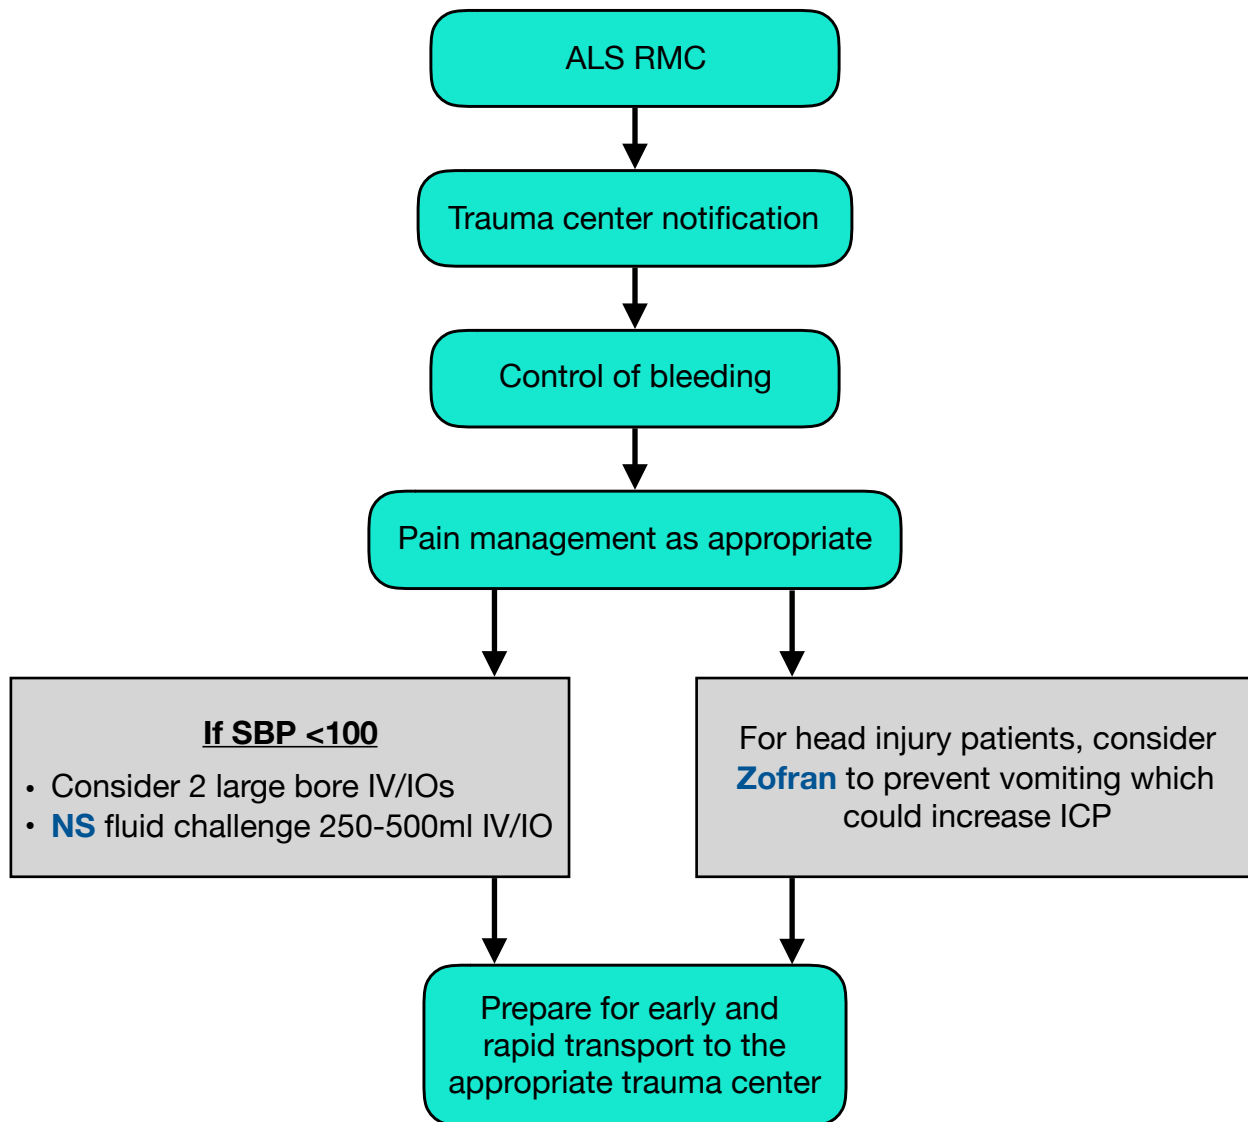 ALS RMC
Trauma center notification
Control of bleeding
Pain management as appropriate
If SBP <100
• Consider 2 large bore IV/IOs
• NS fluid challenge 250-500ml IV/IO
For head injury patients, consider
Zofran to prevent vomiting which
could increase ICP
Prepare for early and
rapid transport to the
appropriate trauma center